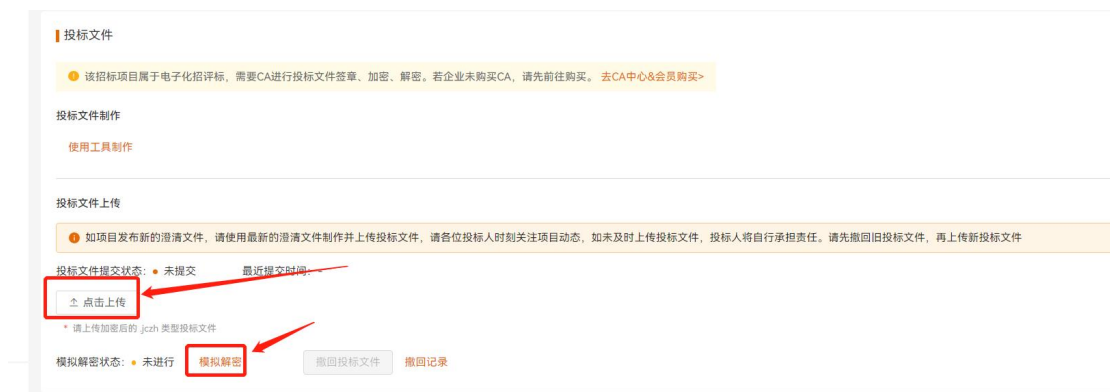 投标文件
该招标项目属于电子化招评标，需要CA进行投标文件签章、加密、解密。若企业未购买CA，请先前往购买。 去CA中心&会员购买>
投标文件制作
使用工具制作
投标文件上传
如项目发布新的澄清文件，请使用最新的澄清文件制作并上传投标文件，请各位投标人时刻关注项目动态，如未及时上传投标文件，投标人将自行承担责任。请先撤回旧投标文件，再上传新投标文件
投标文件提交状态： 未提交 最近提交时间：-
点击上传
* 请上传加密后的 .jczh 类型投标文件
模拟解密状态： 未进行 模拟解密 撤回投标文件 撤回记录